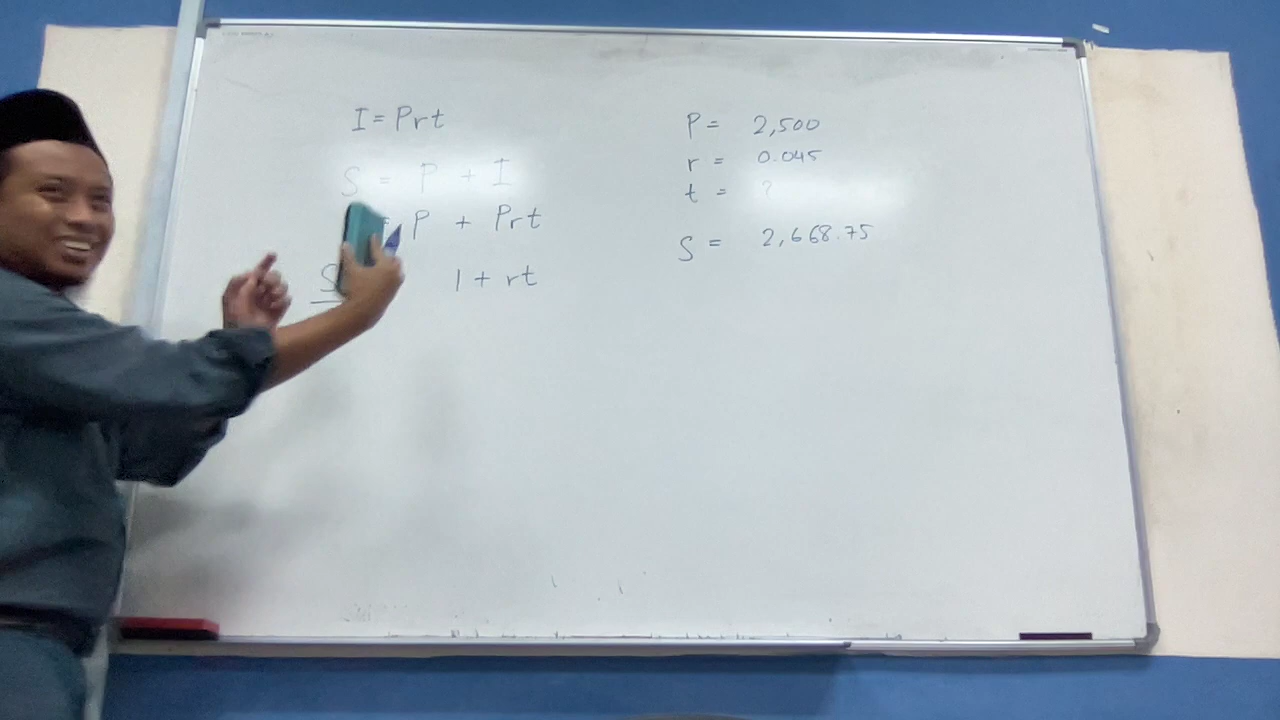 I = Prt
S = P + I
= P + Prt
S 1 + rt
P = 2,500
r = 0.045
t = ?
S = 2,668.75